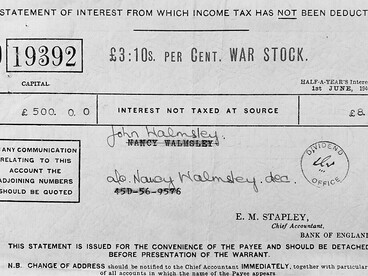 STATEMENT OF INTEREST FROM WHICH INCOME TAX HAS NOT BEEN DEDUCT
19392
£3:10s. PER CENT. WAR STOCK.
CAPITAL
HALF-YEAR'S Intere
1ST JUNE, 194
£ 500. 0. 0
INTEREST NOT TAXED AT SOURCE
£8.
ANY COMMUNICATION
RELATING TO THIS
ACCOUNT THE
ADJOINING NUMBERS
SHOULD BE QUOTED
John Walmsley.
NANCY WALMSLEY
a/c. Nancy Walmsley, dec.
45D-56-9576
DIVIDEND
OFFICE
E. M. STAPLEY,
Chief Accountant,
BANK OF ENGLAN
THIS STATEMENT IS ISSUED FOR THE CONVENIENCE OF THE PAYEE AND SHOULD BE DETACHE
BEFORE PRESENTATION OF THE WARRANT.
N.B. CHANGE OF ADDRESS should be notified to the Chief Accountant IMMEDIATELY, together with particular
of all accounts in which the name of the Payee appears